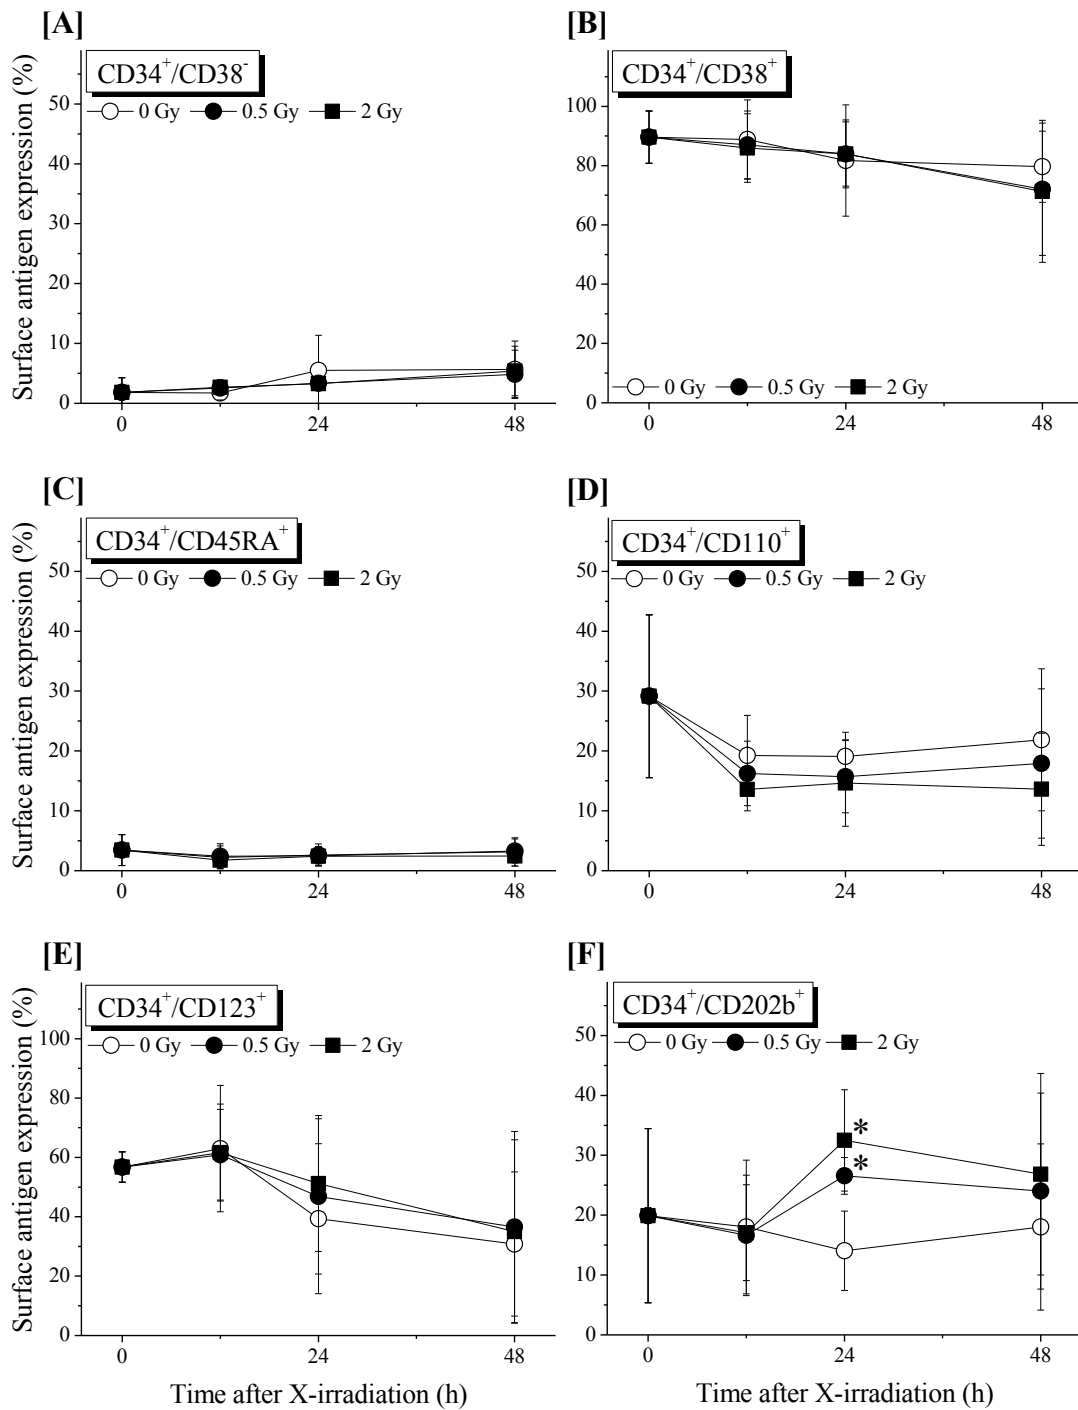 [A]
Surface antigen expression (%)
CD34⁺/CD38⁻
0 Gy 0.5 Gy 2 Gy
50
40
30
20
10
0
0 24 48
[B]
CD34⁺/CD38⁺
100
80
60
40
20
0
0 Gy 0.5 Gy 2 Gy
0 24 48
[C]
Surface antigen expression (%)
CD34⁺/CD45RA⁺
0 Gy 0.5 Gy 2 Gy
50
40
30
20
10
0
0 24 48
[D]
CD34⁺/CD110⁺
0 Gy 0.5 Gy 2 Gy
50
40
30
20
10
0
0 24 48
[E]
Surface antigen expression (%)
CD34⁺/CD123⁺
100
0 Gy 0.5 Gy 2 Gy
80
60
40
20
0
0 24 48
Time after X-irradiation (h)
[F]
CD34⁺/CD202b⁺
50
0 Gy 0.5 Gy 2 Gy
40
30
20
10
0
*
*
0 24 48
Time after X-irradiation (h)